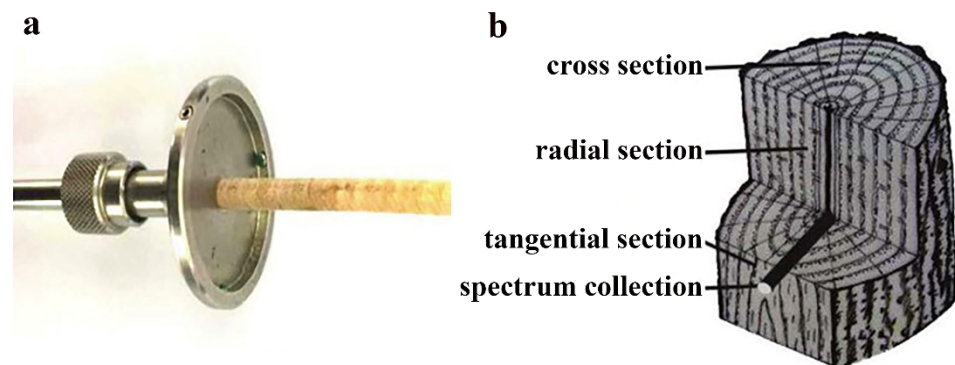 a
b
cross section
radial section
tangential section
spectrum collection